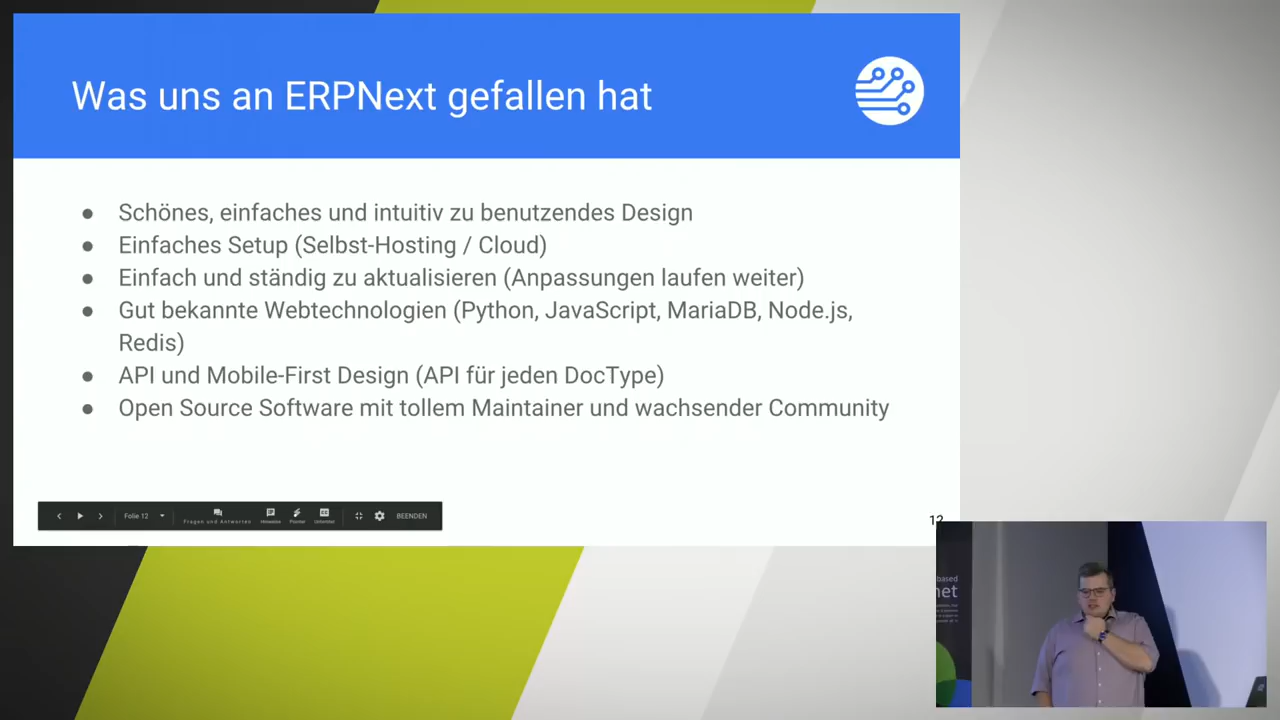 Was uns an ERPNext gefallen hat
● Schönes, einfaches und intuitiv zu benutzendes Design
● Einfaches Setup (Selbst-Hosting / Cloud)
● Einfach und ständig zu aktualisieren (Anpassungen laufen weiter)
● Gut bekannte Webtechnologien (Python, JavaScript, MariaDB, Node.js,
Redis)
● API und Mobile-First Design (API für jeden DocType)
● Open Source Software mit tollem Maintainer und wachsender Community
Folie 12
Fragen und Antworten
Hinweise
Pointer
Untertitel
BEENDEN
12
based
net